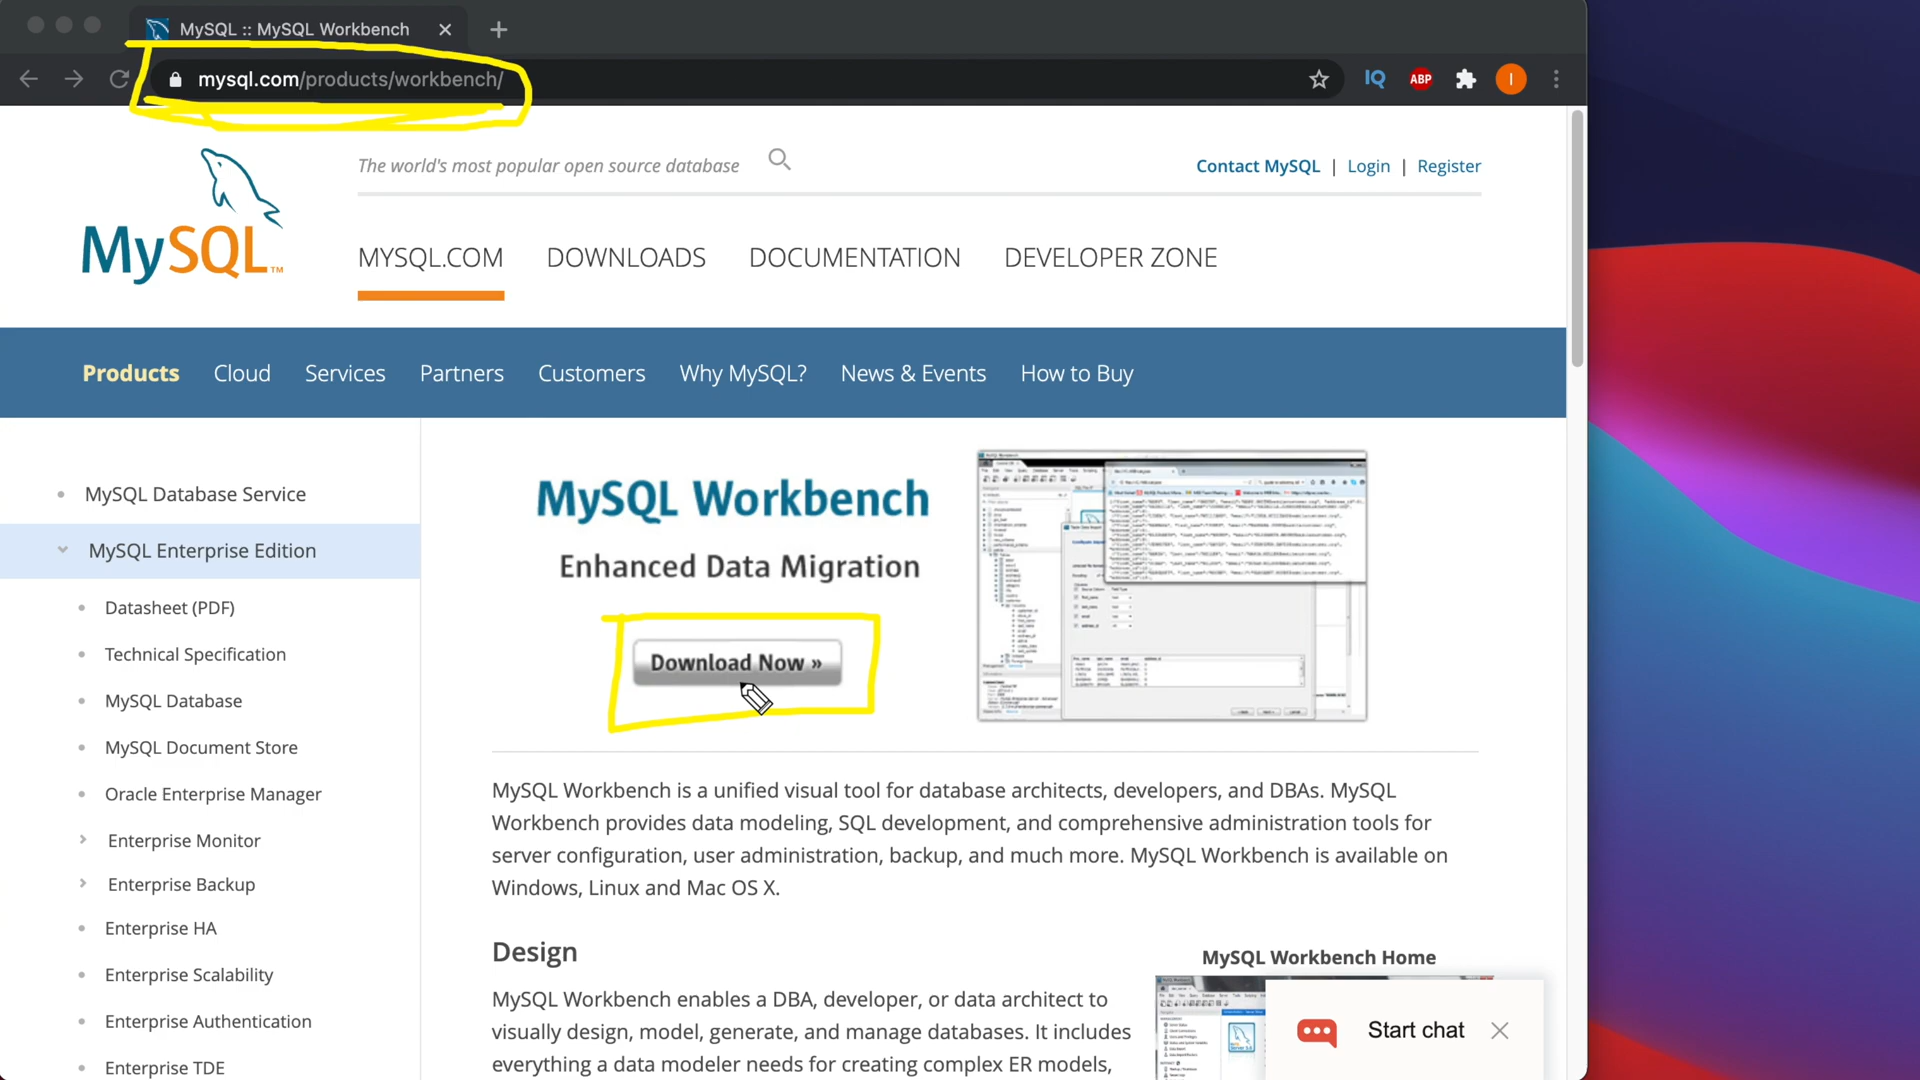 MySQL :: MySQL Workbench
mysql.com/products/workbench/
IQ
ABP
I
MySQL™
The world's most popular open source database
Contact MySQL | Login | Register
MYSQL.COM DOWNLOADS DOCUMENTATION DEVELOPER ZONE
Products Cloud Services Partners Customers Why MySQL? News & Events How to Buy
MySQL Database Service
MySQL Enterprise Edition
Datasheet (PDF)
Technical Specification
MySQL Database
MySQL Document Store
Oracle Enterprise Manager
Enterprise Monitor
Enterprise Backup
Enterprise HA
Enterprise Scalability
Enterprise Authentication
Enterprise TDE
MySQL Workbench
Enhanced Data Migration
Download Now »
MySQL Workbench is a unified visual tool for database architects, developers, and DBAs. MySQL
Workbench provides data modeling, SQL development, and comprehensive administration tools for
server configuration, user administration, backup, and much more. MySQL Workbench is available on
Windows, Linux and Mac OS X.
Design
MySQL Workbench enables a DBA, developer, or data architect to
visually design, model, generate, and manage databases. It includes
everything a data modeler needs for creating complex ER models,
MySQL Workbench Home
Start chat